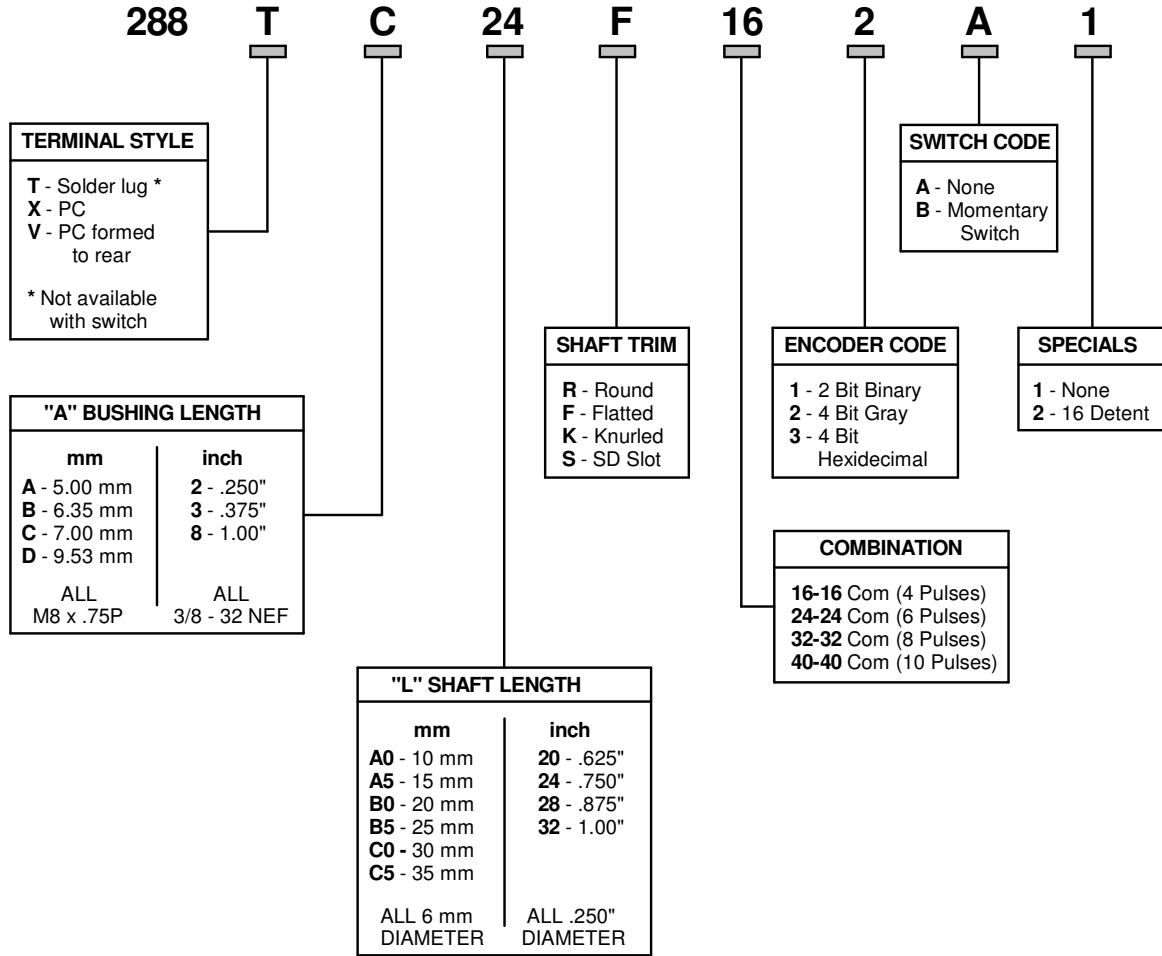 288 T C 24 F 16 2 A 1
TERMINAL STYLE
T - Solder lug *
X - PC
V - PC formed
to rear
* Not available
with switch
SWITCH CODE
A - None
B - Momentary
Switch
SHAFT TRIM
R - Round
F - Flatted
K - Knurled
S - SD Slot
ENCODER CODE
1 - 2 Bit Binary
2 - 4 Bit Gray
3 - 4 Bit
Hexidecimal
SPECIALS
1 - None
2 - 16 Detent
"A" BUSHING LENGTH
mm
A - 5.00 mm
B - 6.35 mm
C - 7.00 mm
D - 9.53 mm
ALL
M8 x .75P
inch
2 - .250"
3 - .375"
8 - 1.00"
ALL
3/8 - 32 NEF
COMBINATION
16-16 Com (4 Pulses)
24-24 Com (6 Pulses)
32-32 Com (8 Pulses)
40-40 Com (10 Pulses)
"L" SHAFT LENGTH
mm
A0 - 10 mm
A5 - 15 mm
B0 - 20 mm
B5 - 25 mm
C0 - 30 mm
C5 - 35 mm
ALL 6 mm
DIAMETER
inch
20 - .625"
24 - .750"
28 - .875"
32 - 1.00"
ALL .250"
DIAMETER